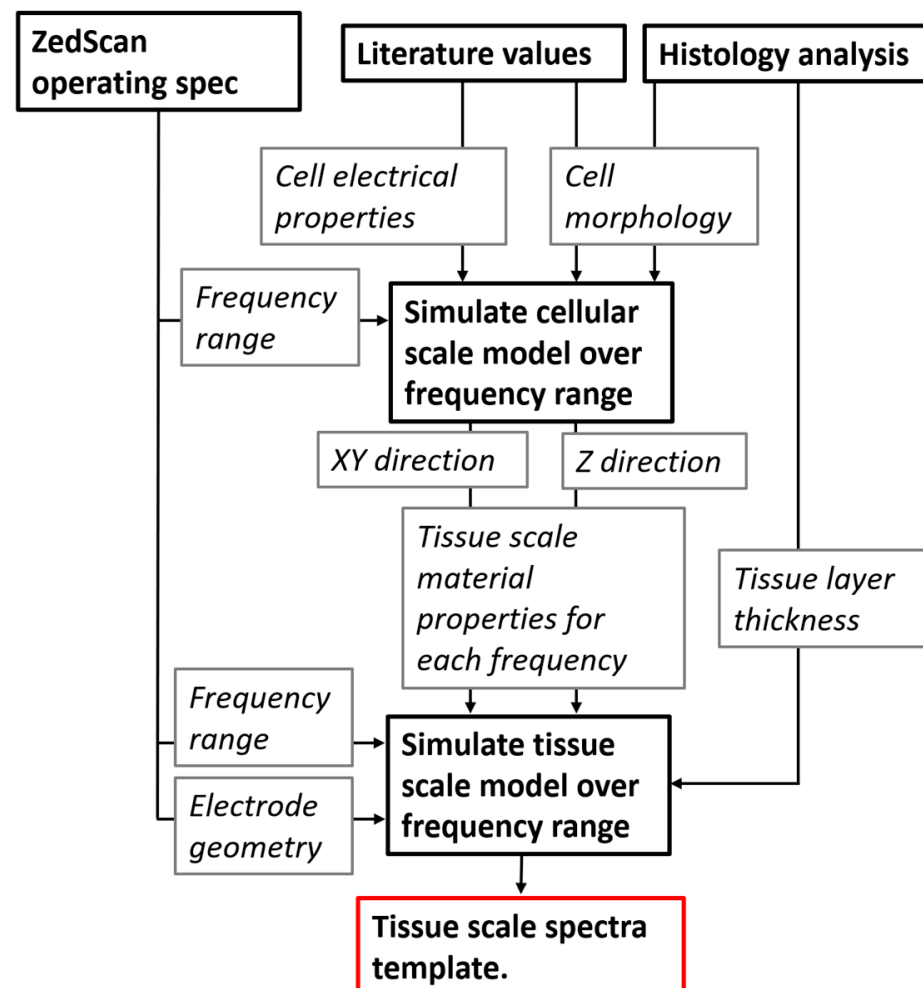 ZedScan
operating spec
Literature values
Histology analysis
Cell electrical
properties
Cell
morphology
Frequency
range
Simulate cellular
scale model over
frequency range
XY direction
Z direction
Tissue scale
material
properties for
each frequency
Tissue layer
thickness
Frequency
range
Electrode
geometry
Simulate tissue
scale model over
frequency range
Tissue scale spectra
template.